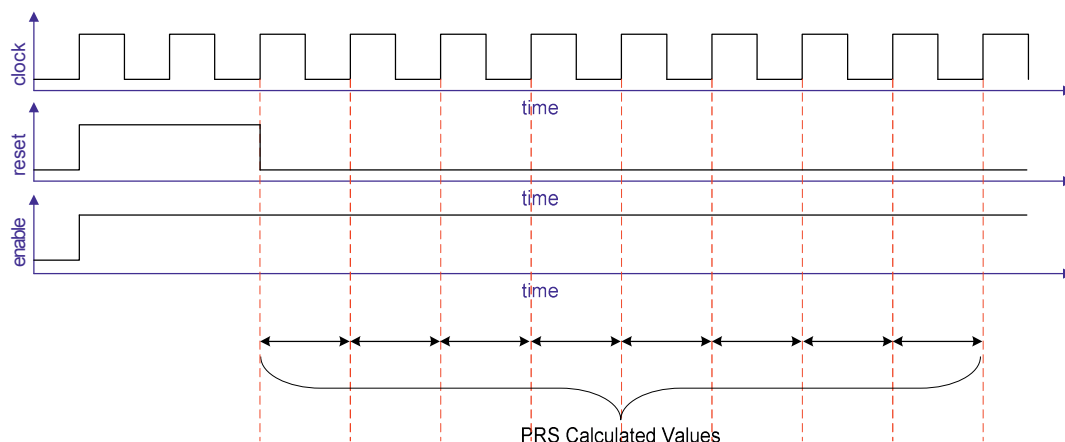 clock
time
reset
time
enable
time
PRS Calculated Values